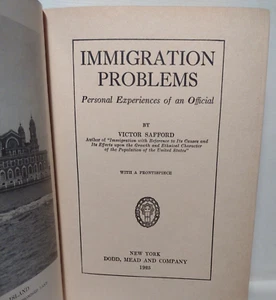 IMMIGRATION
PROBLEMS
Personal Experiences of an Official
BY
VICTOR SAFFORD
Author of "Immigration with Reference to Its Causes and
Its Effects upon the Growth and Ethnical Character
of the Population of the United States"
WITH A FRONTISPIECE
NEW YORK
DODD, MEAD AND COMPANY
1925
ISLAND